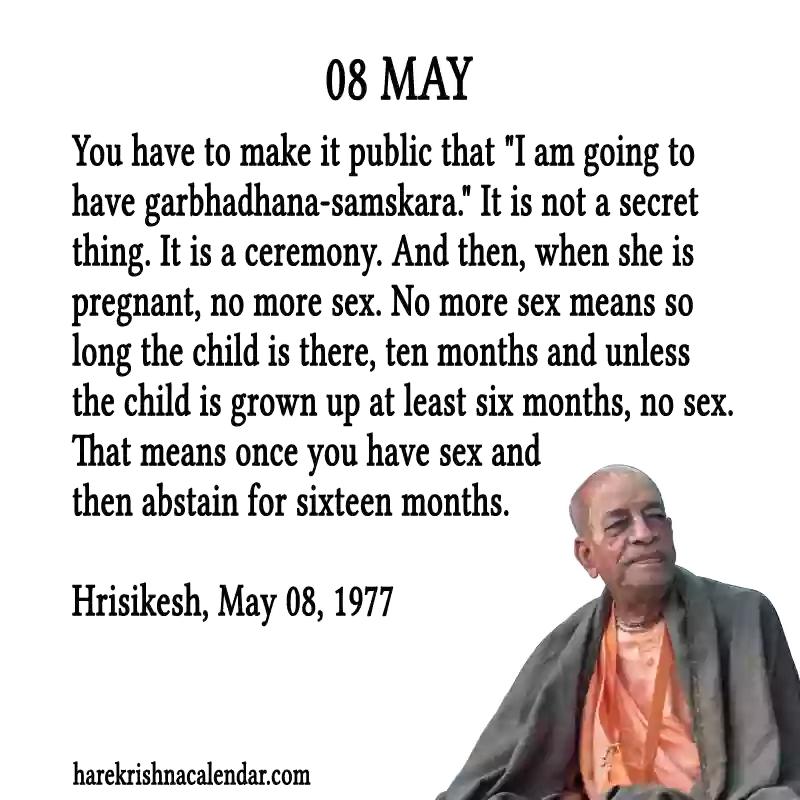 08 MAY
You have to make it public that "I am going to
have garbhadhana-samskara." It is not a secret
thing. It is a ceremony. And then, when she is
pregnant, no more sex. No more sex means so
long the child is there, ten months and unless
the child is grown up at least six months, no sex.
That means once you have sex and
then abstain for sixteen months.
Hrisikesh, May 08, 1977
harekrishnacalendar.com